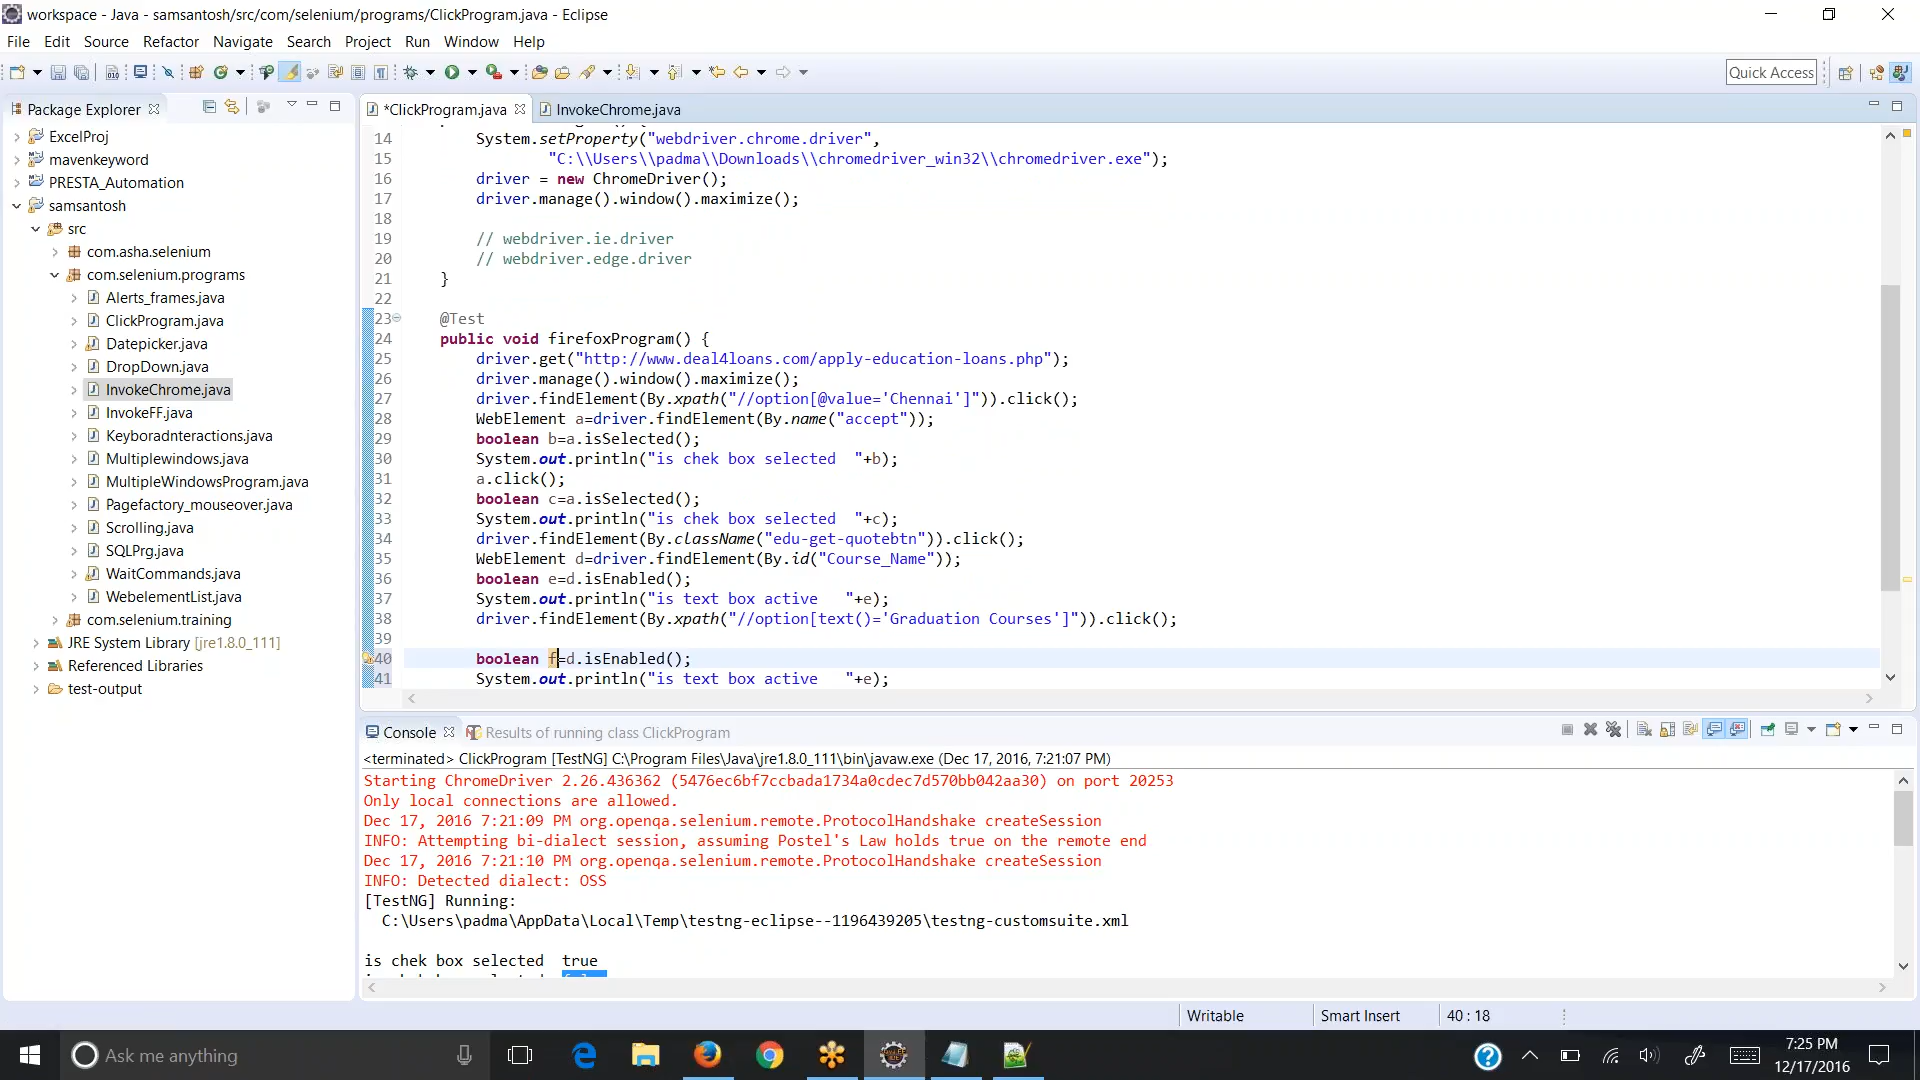 workspace - Java - samsantosh/src/com/selenium/programs/ClickProgram.java - Eclipse
File Edit Source Refactor Navigate Search Project Run Window Help
Quick Access
Package Explorer
*ClickProgram.java
InvokeChrome.java
ExcelProj
mavenkeyword
PRESTA_Automation
samsantosh
src
com.asha.selenium
com.selenium.programs
Alerts_frames.java
ClickProgram.java
Datepicker.java
DropDown.java
InvokeChrome.java
InvokeFF.java
KeyboradnInteractions.java
Multiplewindows.java
MultipleWindowsProgram.java
Pagefactory_mouseover.java
Scrolling.java
SQLPrg.java
WaitCommands.java
WebelementList.java
com.selenium.training
JRE System Library [jre1.8.0_111]
Referenced Libraries
test-output
14 System.setProperty("webdriver.chrome.driver",
15 "C:\\Users\\padma\\Downloads\\chromedriver_win32\\chromedriver.exe");
16 driver = new ChromeDriver();
17 driver.manage().window().maximize();
18
19 // webdriver.ie.driver
20 // webdriver.edge.driver
21 }
22
23 @Test
24 public void firefoxProgram() {
25 driver.get("http://www.deal4loans.com/apply-education-loans.php");
26 driver.manage().window().maximize();
27 driver.findElement(By.xpath("//option[@value='Chennai']")).click();
28 WebElement a=driver.findElement(By.name("accept"));
29 boolean b=a.isSelected();
30 System.out.println("is chek box selected  "+b);
31 a.click();
32 boolean c=a.isSelected();
33 System.out.println("is chek box selected  "+c);
34 driver.findElement(By.className("edu-get-quotebtn")).click();
35 WebElement d=driver.findElement(By.id("Course_Name"));
36 boolean e=d.isEnabled();
37 System.out.println("is text box active   "+e);
38 driver.findElement(By.xpath("//option[text()='Graduation Courses']")).click();
39
40 boolean f=d.isEnabled();
41 System.out.println("is text box active   "+e);
Console
Results of running class ClickProgram
<terminated> ClickProgram [TestNG] C:\Program Files\Java\jre1.8.0_111\bin\javaw.exe (Dec 17, 2016, 7:21:07 PM)
Starting ChromeDriver 2.26.436362 (5476ec6bf7ccbada1734a0cdec7d570bb042aa30) on port 20253
Only local connections are allowed.
Dec 17, 2016 7:21:09 PM org.openqa.selenium.remote.ProtocolHandshake createSession
INFO: Attempting bi-dialect session, assuming Postel's Law holds true on the remote end
Dec 17, 2016 7:21:10 PM org.openqa.selenium.remote.ProtocolHandshake createSession
INFO: Detected dialect: OSS
[TestNG] Running:
C:\Users\padma\AppData\Local\Temp\testng-eclipse--1196439205\testng-customsuite.xml
is chek box selected  true
Writable
Smart Insert
40 : 18
Ask me anything
7:25 PM
12/17/2016